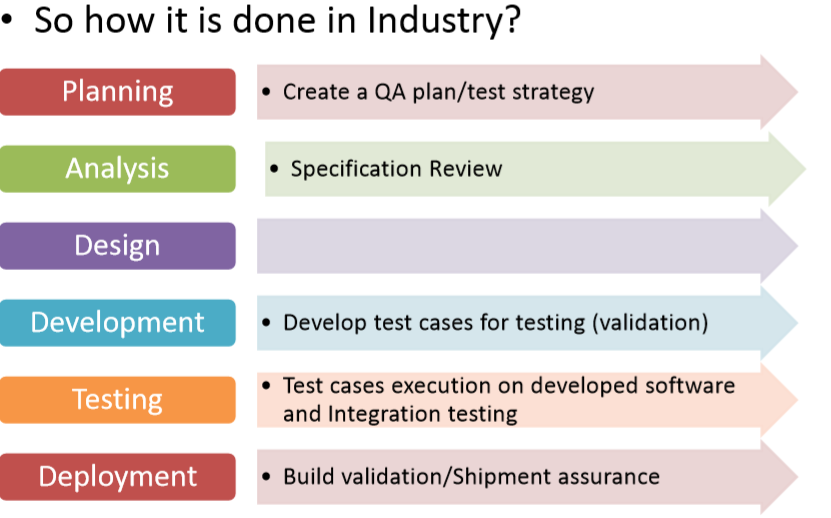 • So how it is done in Industry?
Planning
• Create a QA plan/test strategy
Analysis
• Specification Review
Design
Development
• Develop test cases for testing (validation)
Testing
• Test cases execution on developed software
and Integration testing
Deployment
• Build validation/Shipment assurance